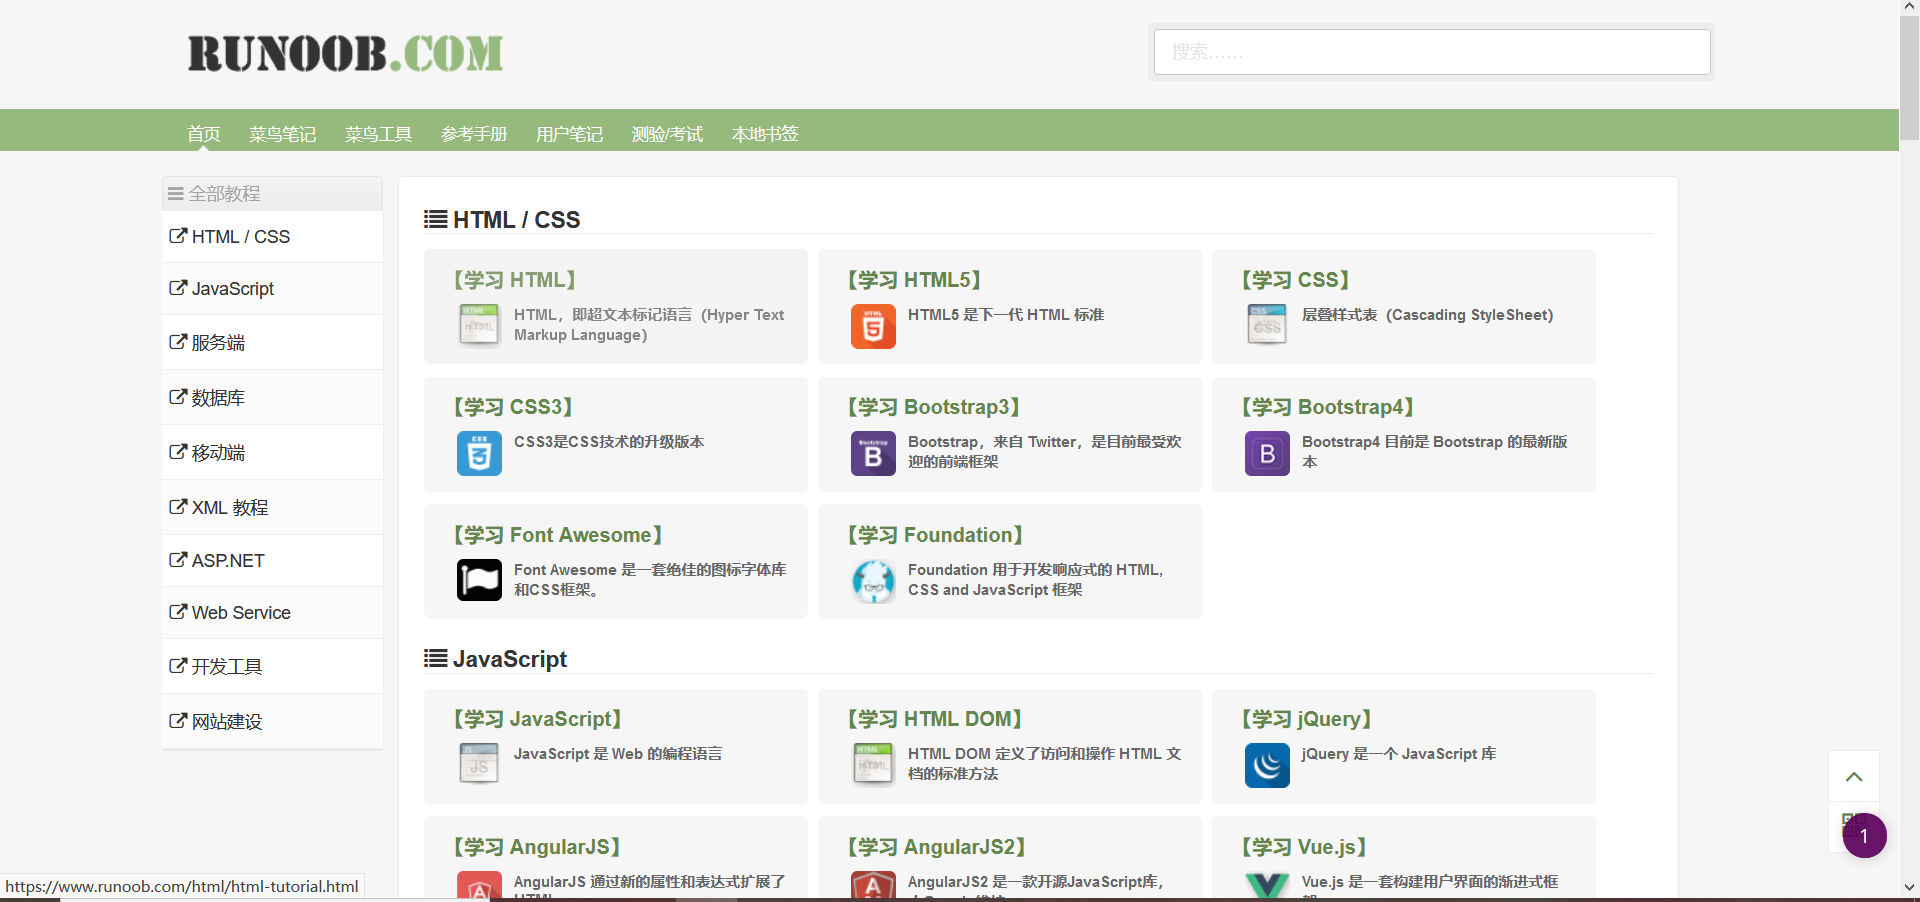 RUNOOB.COM
搜索……
首页 菜鸟笔记 菜鸟工具 参考手册 用户笔记 测验/考试 本地书签
全部教程
HTML / CSS
JavaScript
服务端
数据库
移动端
XML 教程
ASP.NET
Web Service
开发工具
网站建设
HTML / CSS
【学习 HTML】
HTML
HTML
HTML，即超文本标记语言（Hyper Text
Markup Language）
【学习 HTML5】
HTML
5
HTML5 是下一代 HTML 标准
【学习 CSS】
CSS
CSS
层叠样式表（Cascading StyleSheet）
【学习 CSS3】
CSS
3
CSS3是CSS技术的升级版本
【学习 Bootstrap3】
Bootstrap
B
Bootstrap，来自 Twitter，是目前最受欢
迎的前端框架
【学习 Bootstrap4】
B
Bootstrap4 目前是 Bootstrap 的最新版
本
【学习 Font Awesome】
Font Awesome 是一套绝佳的图标字体库
和CSS框架。
【学习 Foundation】
Foundation 用于开发响应式的 HTML,
CSS and JavaScript 框架
JavaScript
【学习 JavaScript】
JS
JS
JavaScript 是 Web 的编程语言
【学习 HTML DOM】
HTML
HTML
HTML DOM 定义了访问和操作 HTML 文
档的标准方法
【学习 jQuery】
jQuery 是一个 JavaScript 库
【学习 AngularJS】
A
AngularJS 通过新的属性和表达式扩展了
HTML
【学习 AngularJS2】
A
AngularJS2 是一款开源JavaScript库，
【学习 Vue.js】
Vue.js 是一套构建用户界面的渐进式框
1
https://www.runoob.com/html/html-tutorial.html